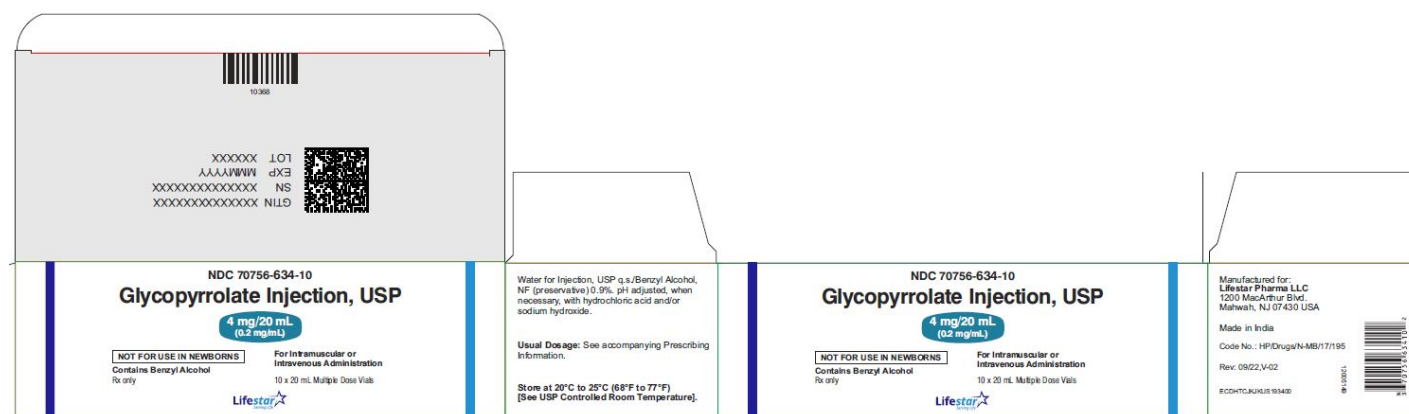 10368
GTIN XXXXXXXXXXXXXX
SN XXXXXXXXXXXXXX
EXP MMMYYYY
LOT XXXXXX
NDC 70756-634-10
Glycopyrrolate Injection, USP
4 mg/20 mL
(0.2 mg/mL)
NOT FOR USE IN NEWBORNS
Contains Benzyl Alcohol
Rx only
For Intramuscular or
Intravenous Administration
10 x 20 mL Multiple Dose Vials
Lifestar
Water for Injection, USP q.s./Benzyl Alcohol,
NF (preservative) 0.9%. pH adjusted, when
necessary, with hydrochloric acid and/or
sodium hydroxide.
Usual Dosage: See accompanying Prescribing
Information.
Store at 20°C to 25°C (68°F to 77°F)
[See USP Controlled Room Temperature].
NDC 70756-634-10
Glycopyrrolate Injection, USP
4 mg/20 mL
(0.2 mg/mL)
NOT FOR USE IN NEWBORNS
Contains Benzyl Alcohol
Rx only
For Intramuscular or
Intravenous Administration
10 x 20 mL Multiple Dose Vials
Lifestar
Manufactured for:
Lifestar Pharma LLC
1200 MacArthur Blvd.
Mahwah, NJ 07430 USA
Made in India
Code No.: HP/Drugs/N-MB/17/195
Rev: 09/22,V-02